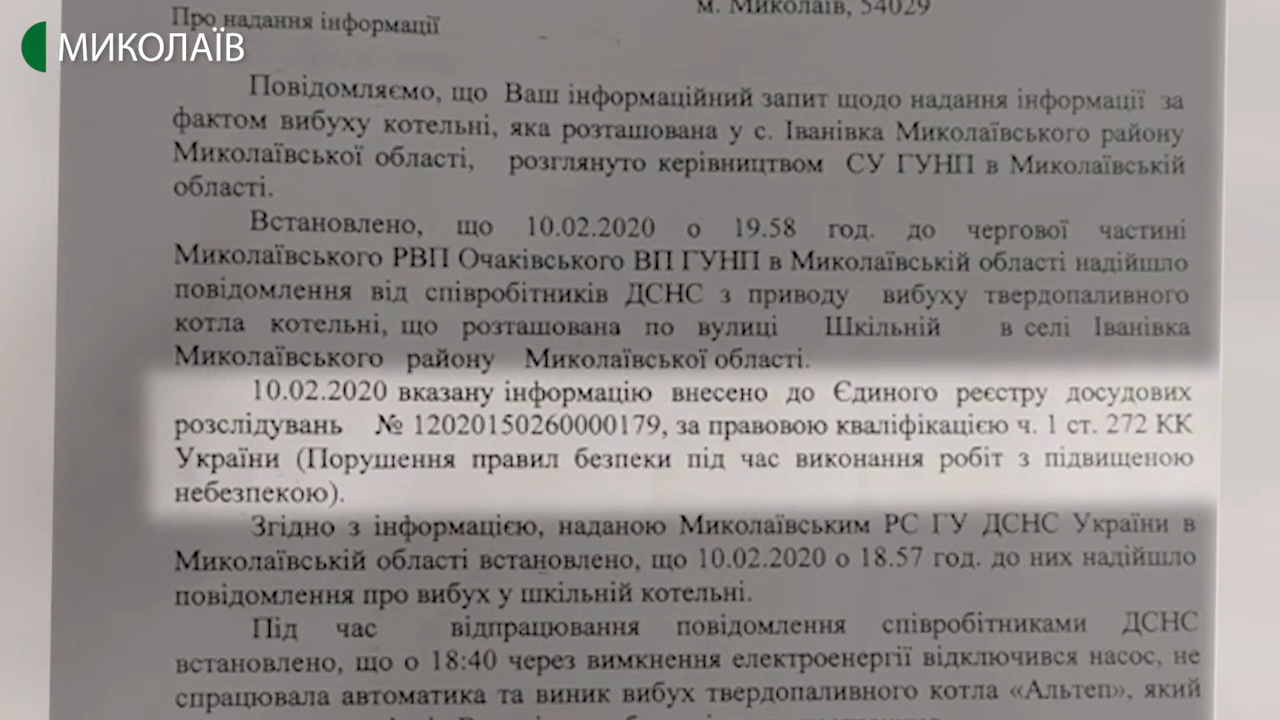 Про надання інформації
м. Миколаїв, 54029
МИКОЛАЇВ
Повідомляємо, що Ваш інформаційний запит щодо надання інформації за
фактом вибуху котельні, яка розташована у с. Іванівка Миколаївського району
Миколаївської області, розглянуто керівництвом СУ ГУНП в Миколаївській
області.
Встановлено, що 10.02.2020 о 19.58 год. до чергової частині
Миколаївського РВП Очаківського ВП ГУНП в Миколаївській області надійшло
повідомлення від співробітників ДСНС з приводу вибуху твердопаливного
котла котельні, що розташована по вулиці Шкільній в селі Іванівка
Миколаївського району Миколаївської області.
10.02.2020 вказану інформацію внесено до Єдиного реєстру досудових
розслідувань № 12020150260000179, за правовою кваліфікацією ч. 1 ст. 272 КК
України (Порушення правил безпеки під час виконання робіт з підвищеною
небезпекою).
Згідно з інформацією, наданою Миколаївським РС ГУ ДСНС України в
Миколаївській області встановлено, що 10.02.2020 о 18.57 год. до них надійшло
повідомлення про вибух у шкільній котельні.
Під час відпрацювання повідомлення співробітниками ДСНС
встановлено, що о 18:40 через вимкнення електроенергії відключився насос, не
спрацювала автоматика та виник вибух твердопаливного котла «Альтеп», який